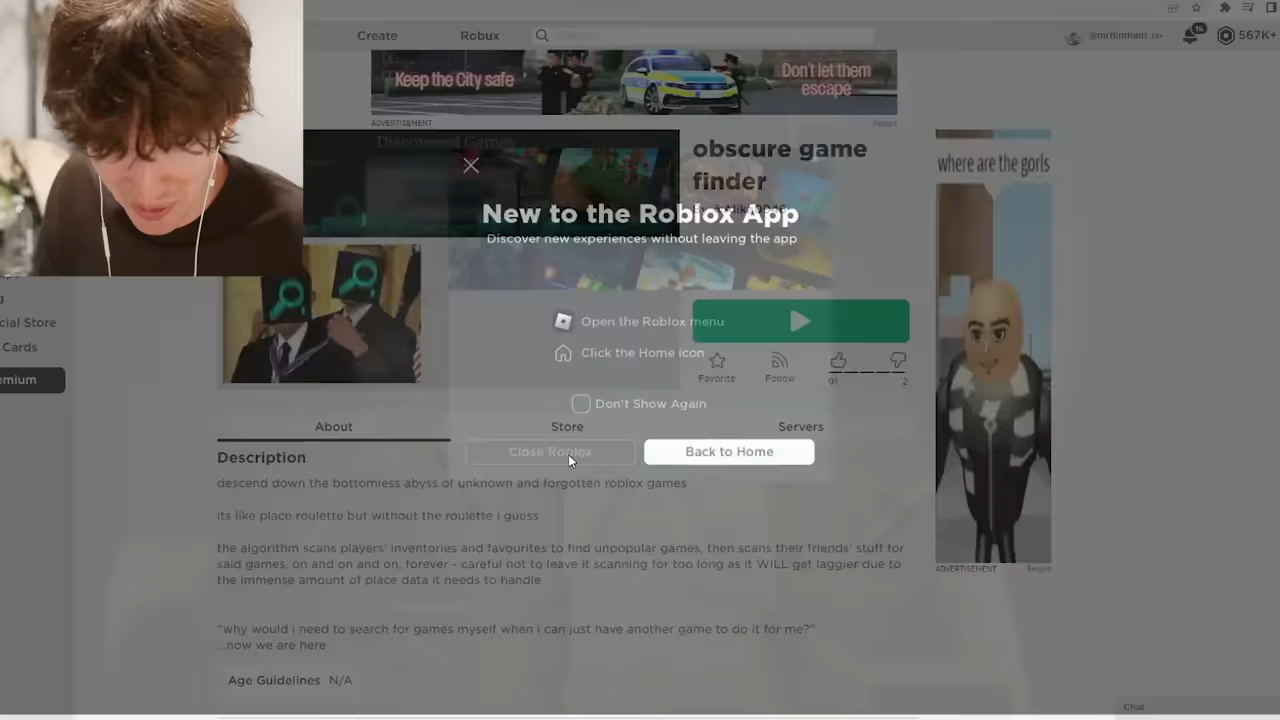 Create
Robux
567K+
Keep the City safe
Don't let them
escape
ADVERTISEMENT
Report
Discovered Games
obscure game
finder
where are the gorls
New to the Roblox App
Discover new experiences without leaving the app
Open the Roblox menu
Click the Home icon
Favorite
Follow
91
2
Don't Show Again
cial Store
Cards
emium
About
Store
Servers
Close Roblox
Back to Home
Description
descend down the bottomless abyss of unknown and forgotten roblox games
its like place roulette but without the roulette i guess
the algorithm scans players' inventories and favourites to find unpopular games, then scans their friends' stuff for
said games, on and on and on, forever - careful not to leave it scanning for too long as it WILL get laggier due to
the immense amount of place data it needs to handle
ADVERTISEMENT
Report
"why would i need to search for games myself when i can just have another game to do it for me?"
...now we are here
Age Guidelines N/A
Chat